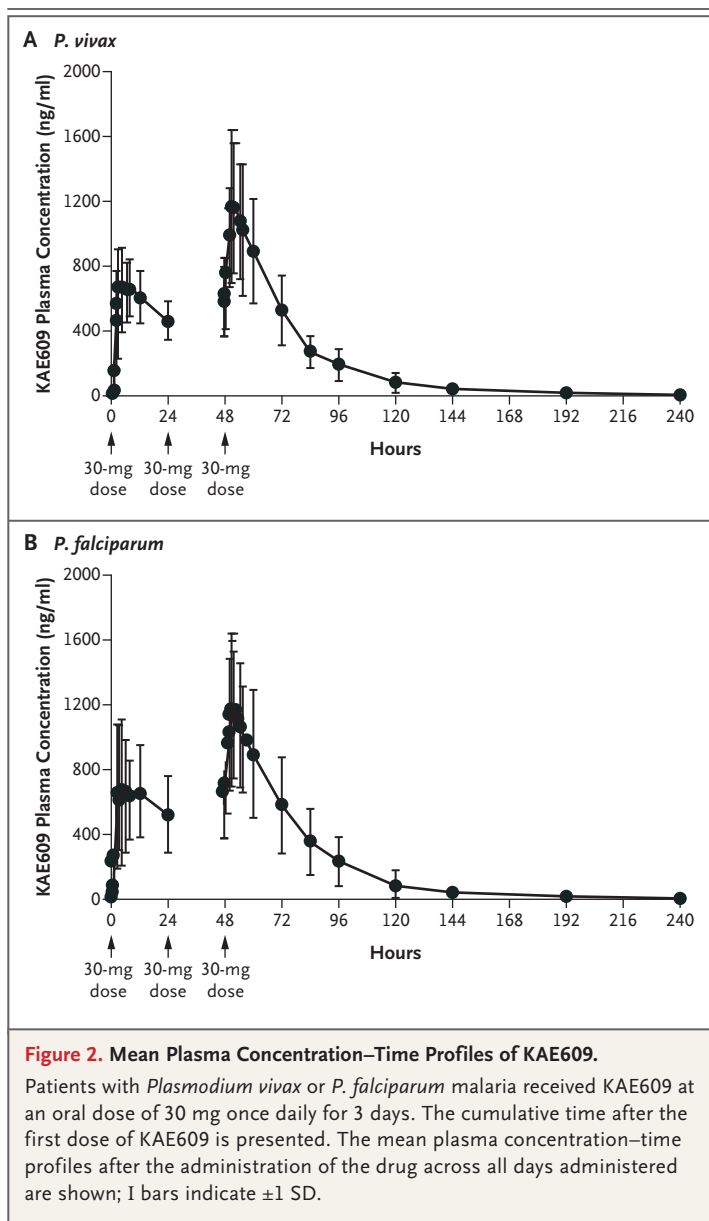 A P. vivax
2000
1600
1200
800
400
0
KAE609 Plasma Concentration (ng/ml)
0 24 48 72 96 120 144 168 192 216 240
Hours
30-mg dose
30-mg dose
30-mg dose
B P. falciparum
2000
1600
1200
800
400
0
KAE609 Plasma Concentration (ng/ml)
0 24 48 72 96 120 144 168 192 216 240
Hours
30-mg dose
30-mg dose
30-mg dose
Figure 2. Mean Plasma Concentration–Time Profiles of KAE609.
Patients with Plasmodium vivax or P. falciparum malaria received KAE609 at
an oral dose of 30 mg once daily for 3 days. The cumulative time after the
first dose of KAE609 is presented. The mean plasma concentration–time
profiles after the administration of the drug across all days administered
are shown; I bars indicate ±1 SD.